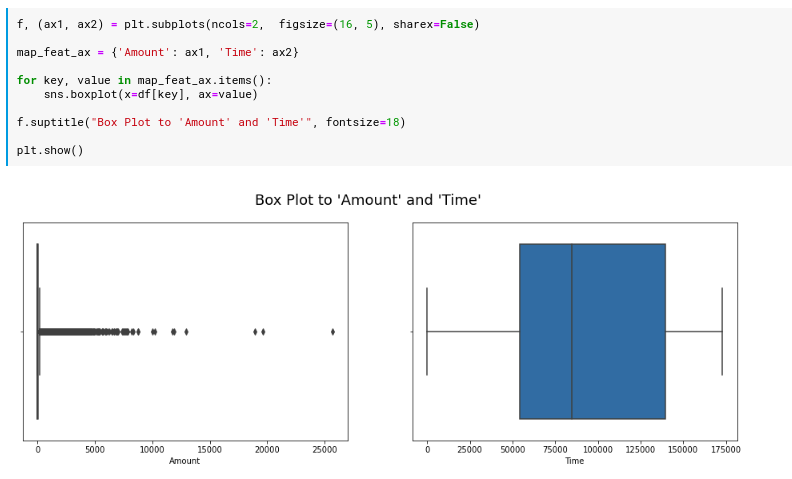 f, (ax1, ax2) = plt.subplots(ncols=2,  figsize=(16, 5), sharex=False)
map_feat_ax = {'Amount': ax1, 'Time': ax2}
for key, value in map_feat_ax.items():
    sns.boxplot(x=df[key], ax=value)
f.suptitle("Box Plot to 'Amount' and 'Time'", fontsize=18)
plt.show()
Box Plot to 'Amount' and 'Time'
0 5000 10000 15000 20000 25000
Amount
0 25000 50000 75000 100000 125000 150000 175000
Time